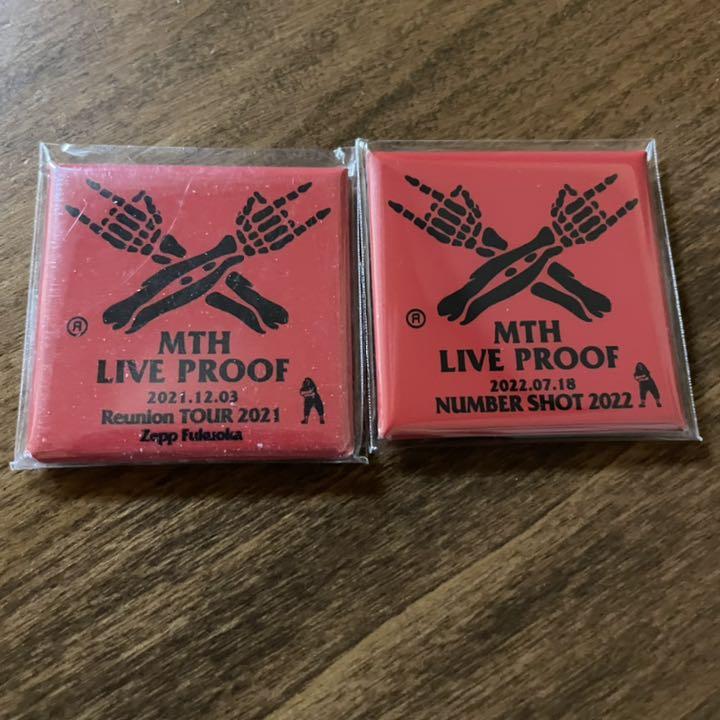 MTH
LIVE PROOF
2021.12.03
Reunion TOUR 2021
Zepp Fukuoka
MTH
LIVE PROOF
2022.07.18
NUMBER SHOT 2022